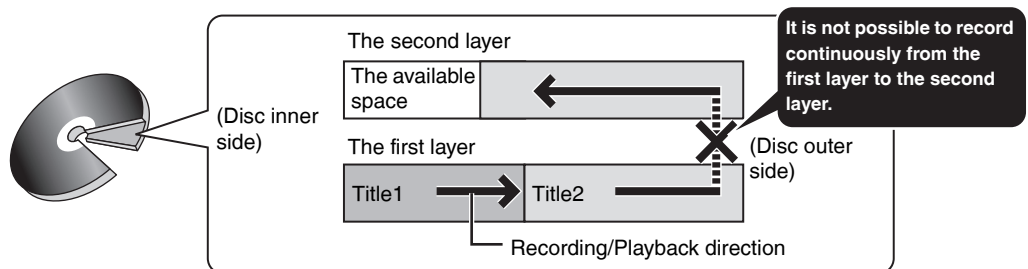 It is not possible to record
continuously from the
first layer to the second
layer.
The second layer
The available
space
(Disc inner
side)
The first layer
(Disc outer
side)
Title1
Title2
Recording/Playback direction